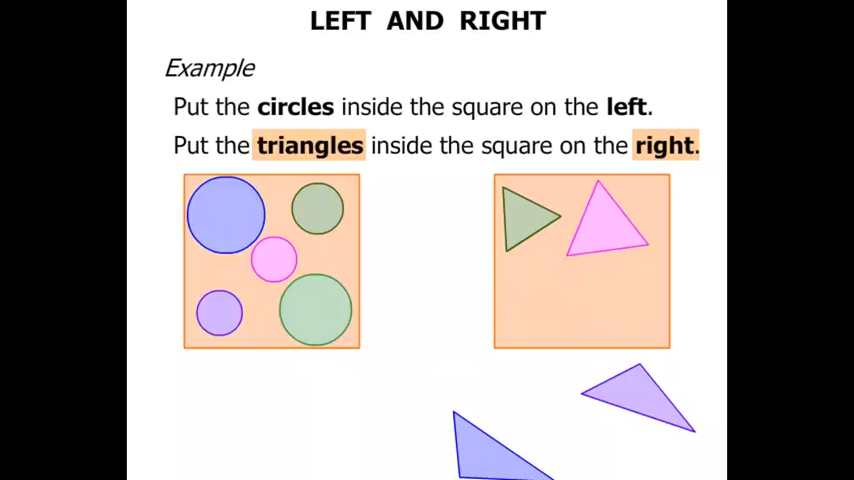 LEFT AND RIGHT
Example
Put the circles inside the square on the left.
Put the triangles inside the square on the right.